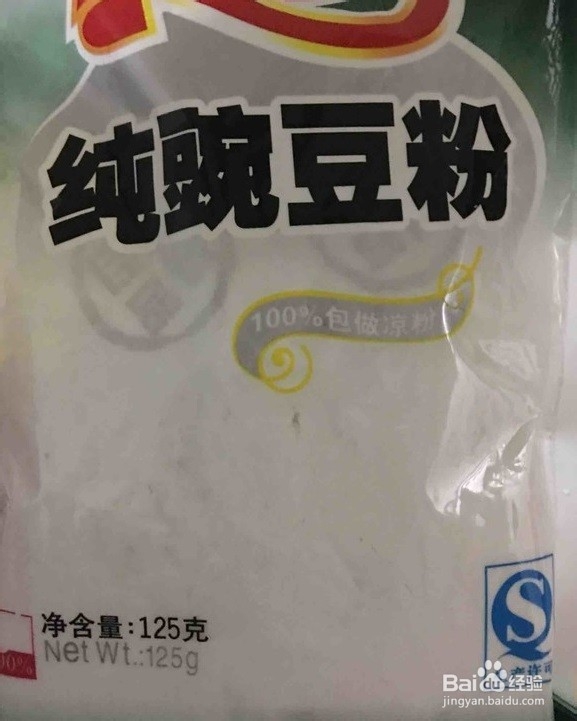 纯豌豆粉
100%包做凉粉
净含量:125克
Net Wt.:125g
Baidu经验
jingyan.baidu.com